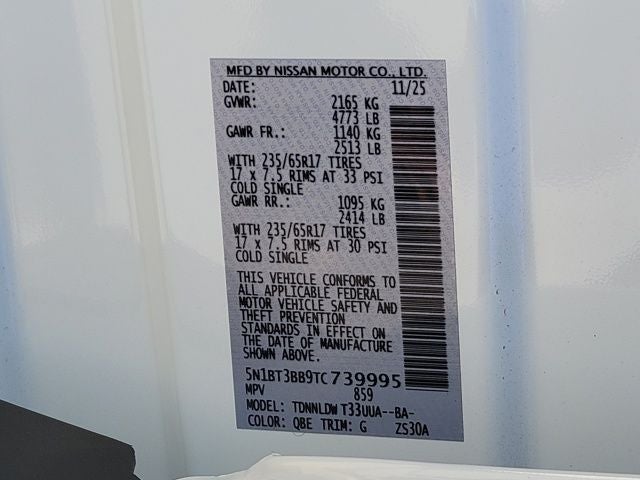 MFD BY NISSAN MOTOR CO., LTD.
DATE: 11/25
GVWR: 2165 KG
4773 LB
GAWR FR.: 1140 KG
2513 LB
WITH 235/65R17 TIRES
17 x 7.5 RIMS AT 33 PSI
COLD SINGLE
GAWR RR.: 1095 KG
2414 LB
WITH 235/65R17 TIRES
17 x 7.5 RIMS AT 30 PSI
COLD SINGLE
THIS VEHICLE CONFORMS TO
ALL APPLICABLE FEDERAL
MOTOR VEHICLE SAFETY AND
THEFT PREVENTION
STANDARDS IN EFFECT ON
THE DATE OF MANUFACTURE
SHOWN ABOVE.
5N1BT3BB9TC739995
MPV 859
MODEL: TDNNLDW T33UUA--BA-
COLOR: QBE TRIM: G ZS30A